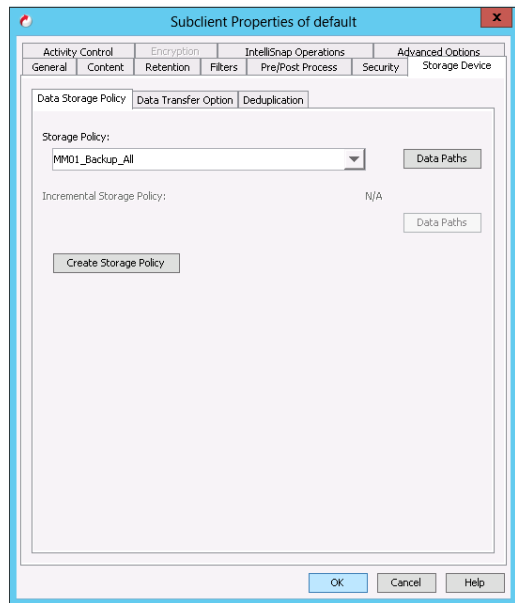 Subclient Properties of default
x
Activity Control Encryption IntelliSnap Operations Advanced Options
General Content Retention Filters Pre/Post Process Security Storage Device
Data Storage Policy Data Transfer Option Deduplication
Storage Policy:
MM01_Backup_All Data Paths
Incremental Storage Policy: N/A
Data Paths
Create Storage Policy
OK Cancel Help